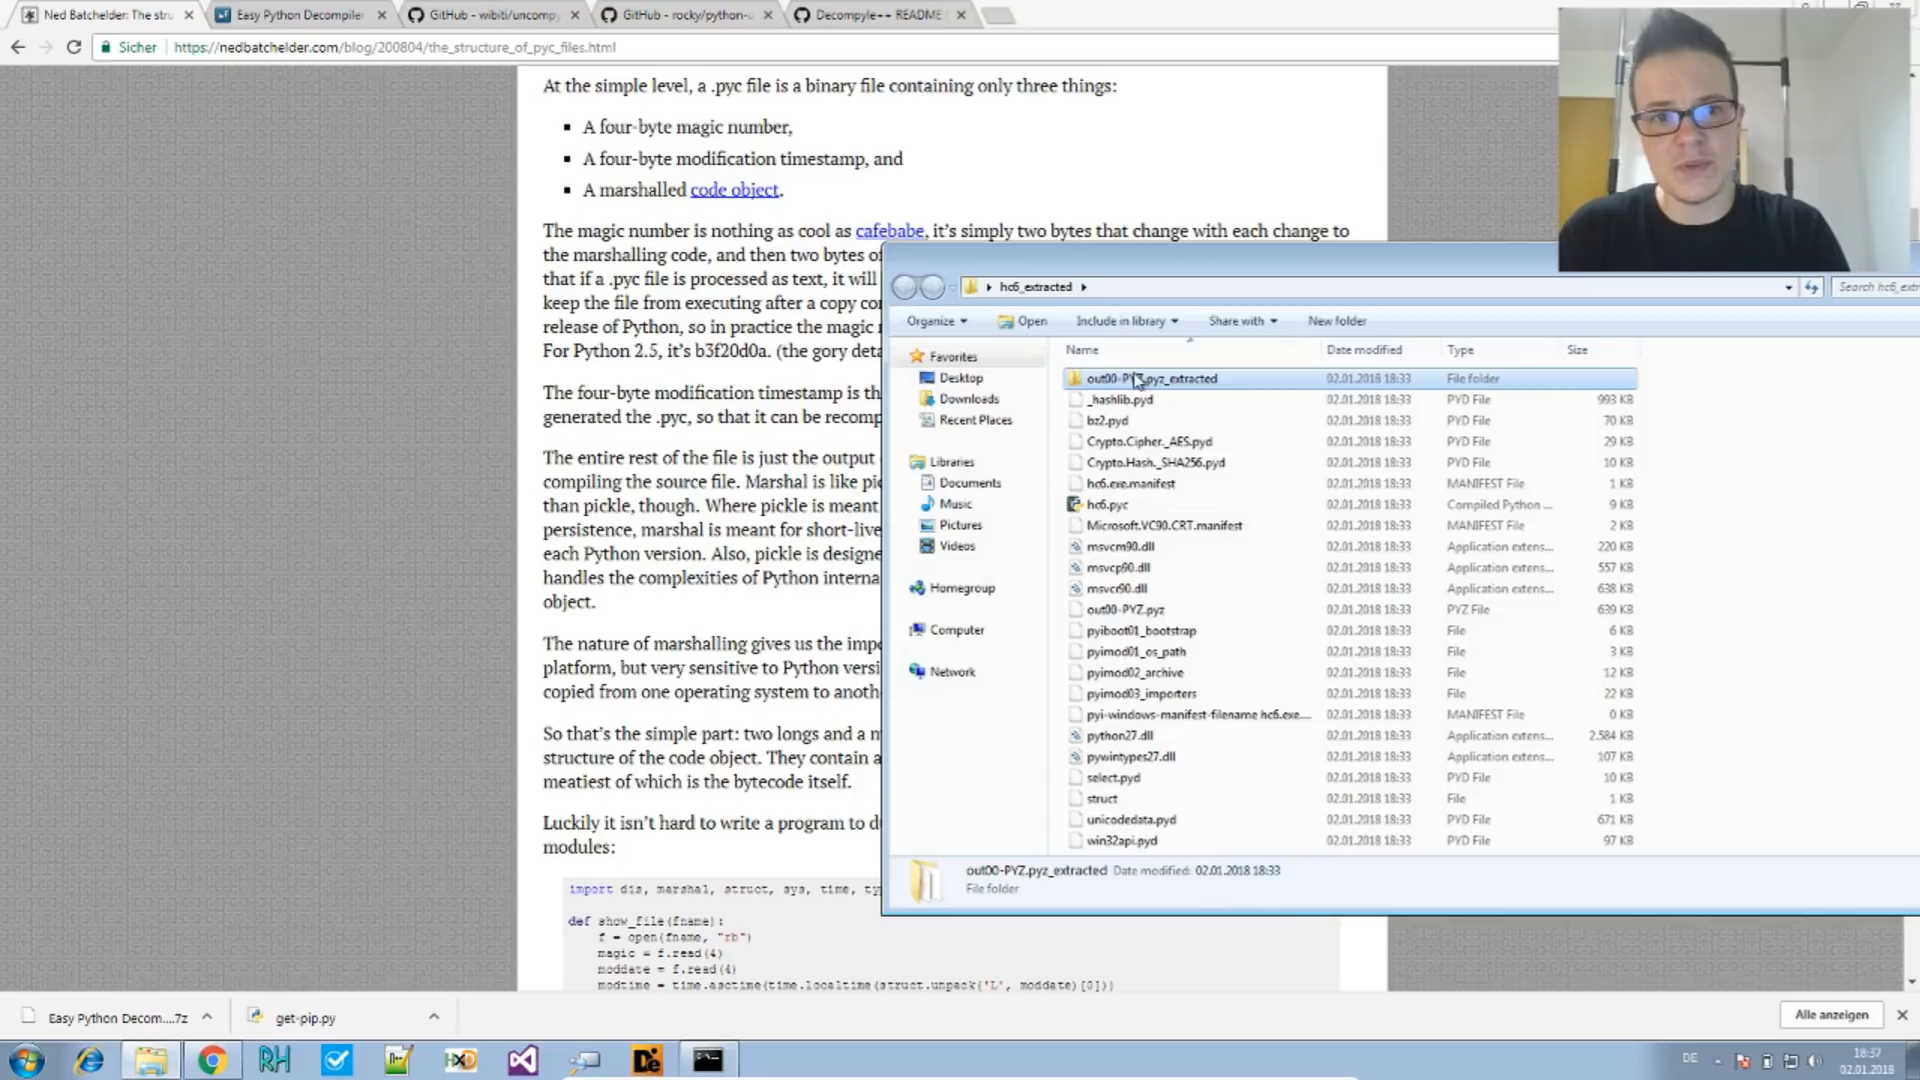 Ned Batchelder: The stru
Easy Python Decompiler
GitHub - wibiti/uncomp
GitHub - rocky/python-u
Decompyle++ README
Sicher
https://nedbatchelder.com/blog/200804/the_structure_of_pyc_files.html
At the simple level, a .pyc file is a binary file containing only three things:
A four-byte magic number,
A four-byte modification timestamp, and
A marshalled code object.
The magic number is nothing as cool as cafebabe, it's simply two bytes that change with each change to
the marshalling code, and then two bytes of
that if a .pyc file is processed as text, it will
keep the file from executing after a copy cor
release of Python, so in practice the magic
For Python 2.5, it's b3f20d0a. (the gory deta
The four-byte modification timestamp is th
generated the .pyc, so that it can be recomp
The entire rest of the file is just the output
compiling the source file. Marshal is like pic
than pickle, though. Where pickle is meant
persistence, marshal is meant for short-live
each Python version. Also, pickle is designe
handles the complexities of Python interna
object.
The nature of marshalling gives us the impo
platform, but very sensitive to Python versi
copied from one operating system to anoth
So that's the simple part: two longs and a m
structure of the code object. They contain a
meatiest of which is the bytecode itself.
Luckily it isn't hard to write a program to du
modules:
import dis, marshal, struct, sys, time, ty
def show_file(fname):
f = open(fname, "rb")
magic = f.read(4)
moddate = f.read(4)
modtime = time.asctime(time.localtime(struct.unpack('L', moddate)[0]))
hc6_extracted
Search hc6_extr
Organize
Open
Include in library
Share with
New folder
Name
Date modified
Type
Size
Favorites
Desktop
Downloads
Recent Places
Libraries
Documents
Music
Pictures
Videos
Homegroup
Computer
Network
out00-PYZ.pyz_extracted 02.01.2018 18:33 File folder
_hashlib.pyd 02.01.2018 18:33 PYD File 993 KB
bz2.pyd 02.01.2018 18:33 PYD File 70 KB
Crypto.Cipher._AES.pyd 02.01.2018 18:33 PYD File 29 KB
Crypto.Hash._SHA256.pyd 02.01.2018 18:33 PYD File 10 KB
hc6.exe.manifest 02.01.2018 18:33 MANIFEST File 1 KB
hc6.pyc 02.01.2018 18:33 Compiled Python ... 9 KB
Microsoft.VC90.CRT.manifest 02.01.2018 18:33 MANIFEST File 2 KB
msvcm90.dll 02.01.2018 18:33 Application extens... 220 KB
msvcp90.dll 02.01.2018 18:33 Application extens... 557 KB
msvcr90.dll 02.01.2018 18:33 Application extens... 638 KB
out00-PYZ.pyz 02.01.2018 18:33 PYZ File 639 KB
pyiboot01_bootstrap 02.01.2018 18:33 File 6 KB
pyimod01_os_path 02.01.2018 18:33 File 3 KB
pyimod02_archive 02.01.2018 18:33 File 12 KB
pyimod03_importers 02.01.2018 18:33 File 22 KB
pyi-windows-manifest-filename hc6.exe.... 02.01.2018 18:33 MANIFEST File 0 KB
python27.dll 02.01.2018 18:33 Application extens... 2.584 KB
pywintypes27.dll 02.01.2018 18:33 Application extens... 107 KB
select.pyd 02.01.2018 18:33 PYD File 10 KB
struct 02.01.2018 18:33 File 1 KB
unicodedata.pyd 02.01.2018 18:33 PYD File 671 KB
win32api.pyd 02.01.2018 18:33 PYD File 97 KB
out00-PYZ.pyz_extracted Date modified: 02.01.2018 18:33
File folder
Easy Python Decom....7z
get-pip.py
Alle anzeigen
RH
HXD
De
DE
18:37
02.01.2018